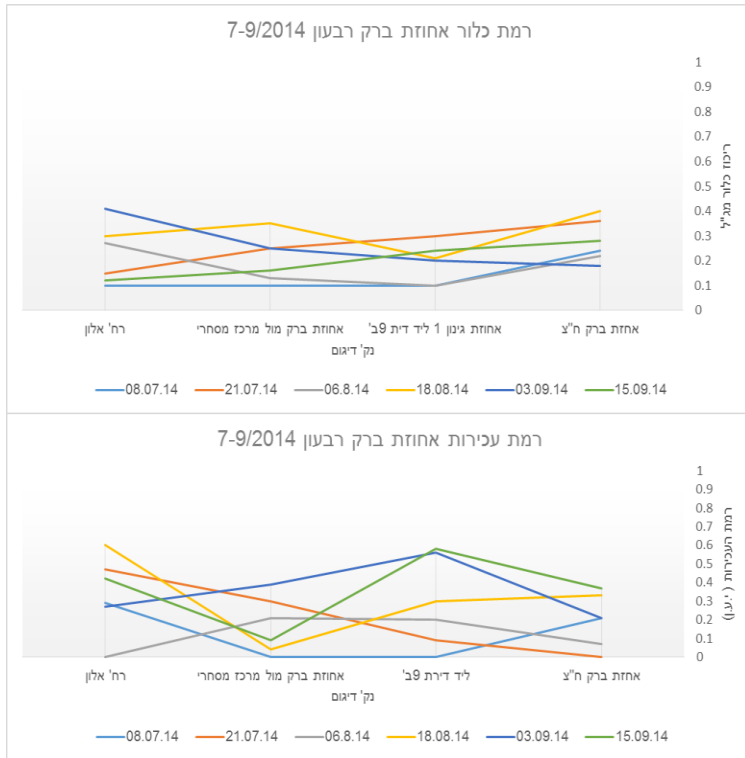 רמת כלור אחוזת ברק רבעון 7-9/2014
1
0.9
0.8
0.7
0.6
0.5
0.4
0.3
0.2
0.1
0
ריכוז כלור מג"ל
אחזת ברק ח"צ
אחוזת גינון 1 ליד דית 9ב'
אחוזת ברק מול מרכז מסחרי
רח' אלון
נק' דיגום
08.07.14 21.07.14 06.8.14 18.08.14 03.09.14 15.09.14
רמת עכירות אחוזת ברק רבעון 7-9/2014
1
0.9
0.8
0.7
0.6
0.5
0.4
0.3
0.2
0.1
0
רמת העכירות (י.ע.ן)
אחזת ברק ח"צ
ליד דירת 9ב'
אחוזת ברק מול מרכז מסחרי
רח' אלון
נק' דיגום
08.07.14 21.07.14 06.8.14 18.08.14 03.09.14 15.09.14